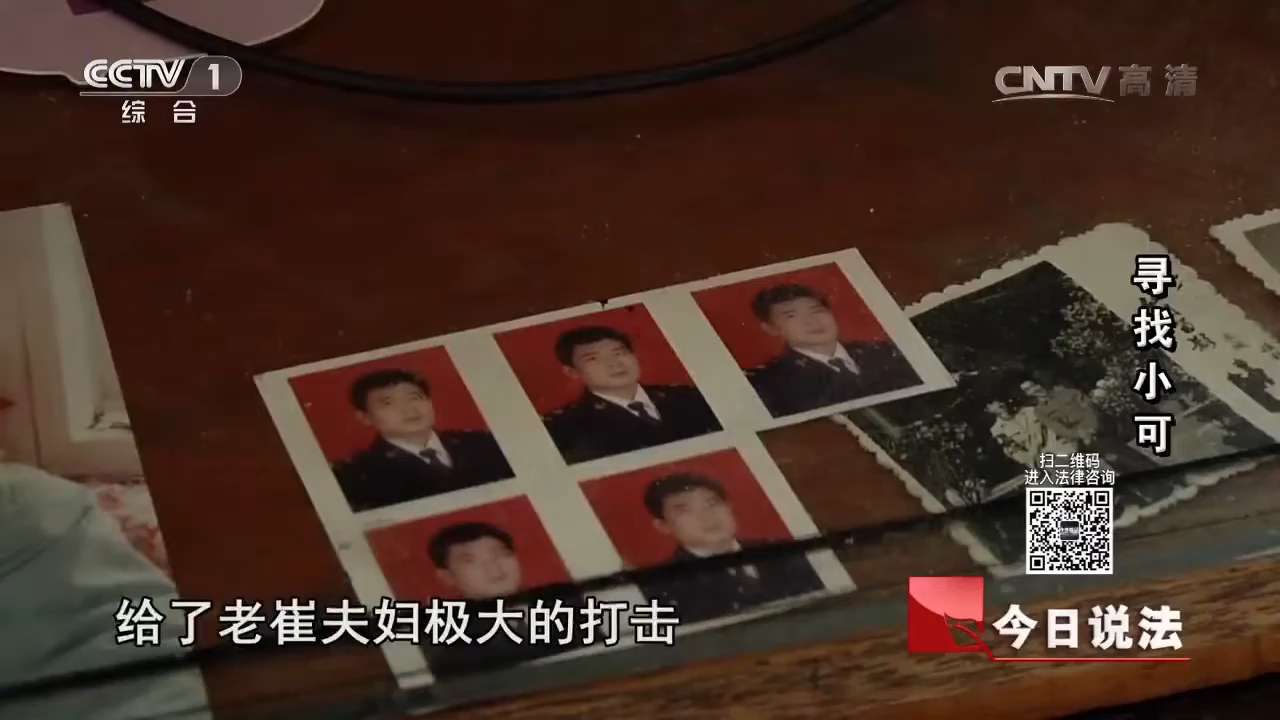 CCTV 1
综合
CNTV 高清
寻找小可
扫二维码
进入法律咨询
给了老崔夫妇极大的打击
今日说法